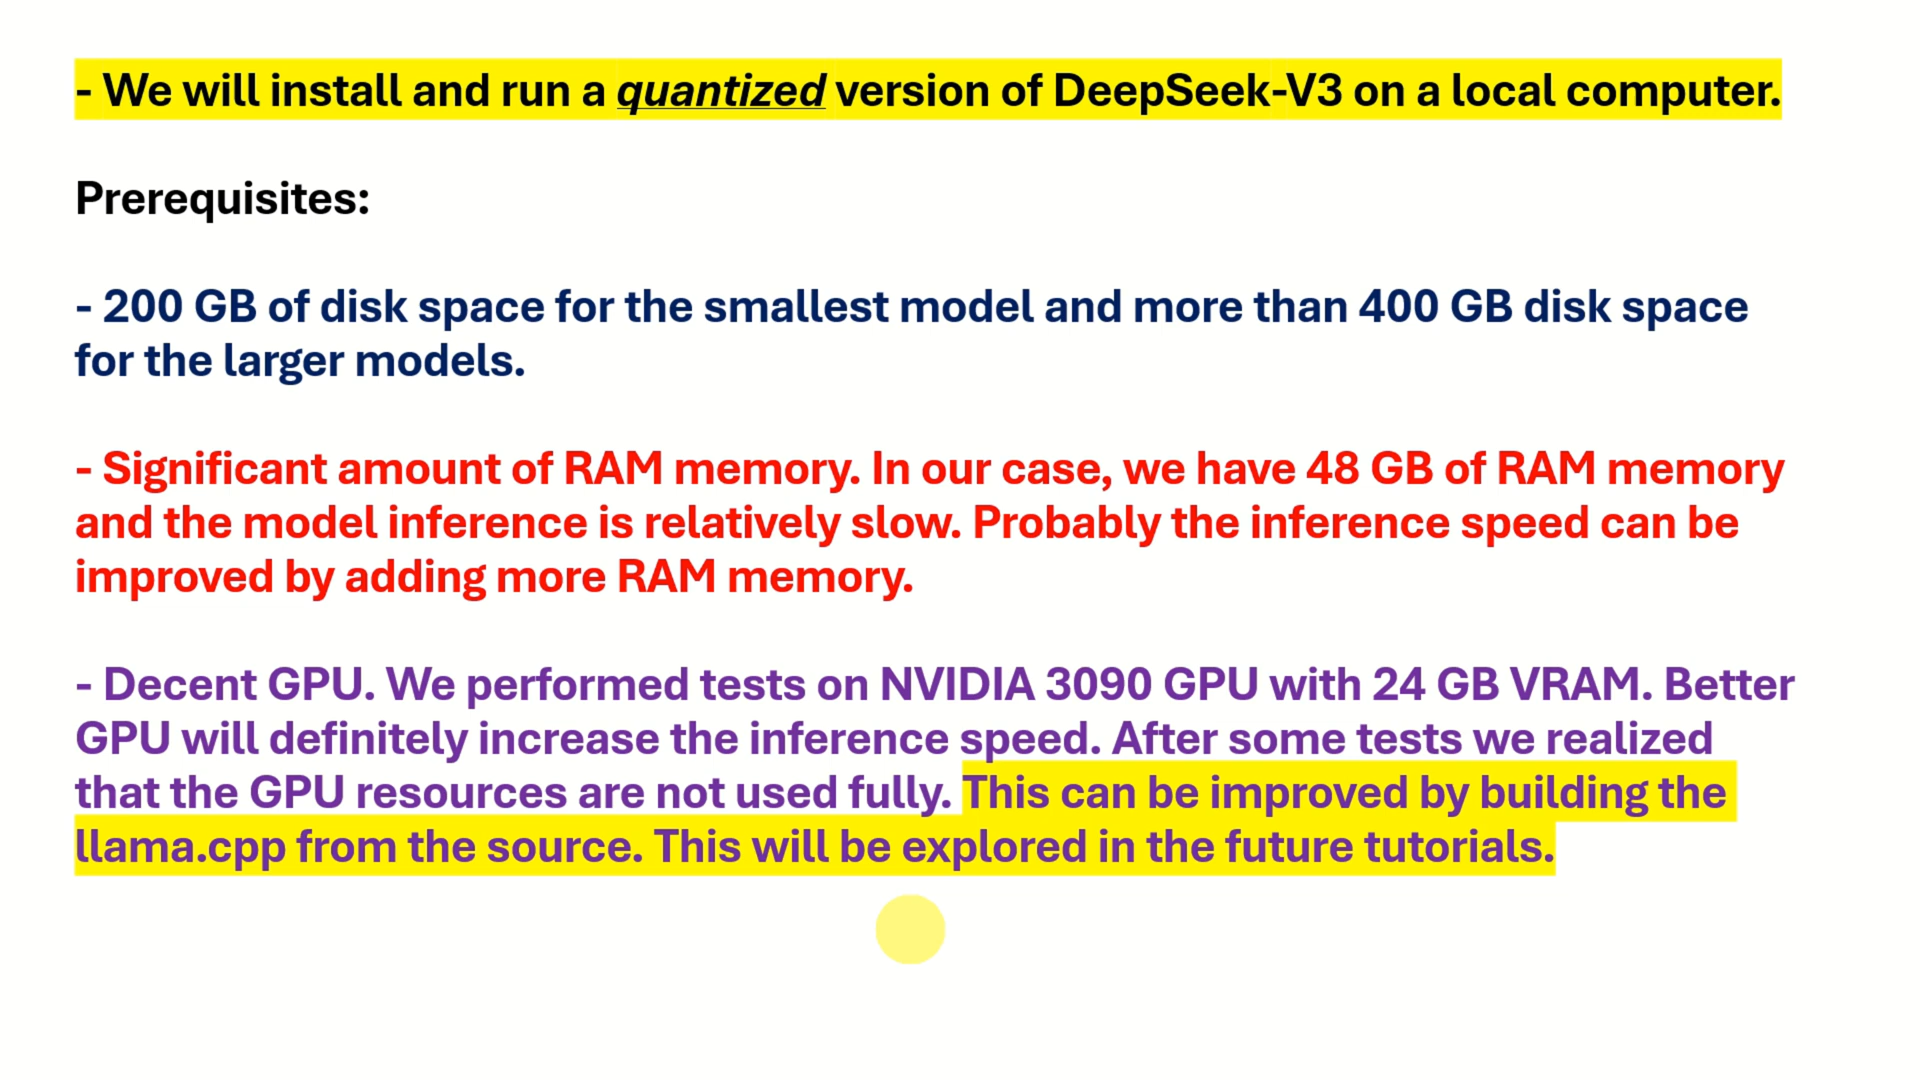 - We will install and run a quantized version of DeepSeek-V3 on a local computer.
Prerequisites:
- 200 GB of disk space for the smallest model and more than 400 GB disk space
for the larger models.
- Significant amount of RAM memory. In our case, we have 48 GB of RAM memory
and the model inference is relatively slow. Probably the inference speed can be
improved by adding more RAM memory.
- Decent GPU. We performed tests on NVIDIA 3090 GPU with 24 GB VRAM. Better
GPU will definitely increase the inference speed. After some tests we realized
that the GPU resources are not used fully. This can be improved by building the
llama.cpp from the source. This will be explored in the future tutorials.